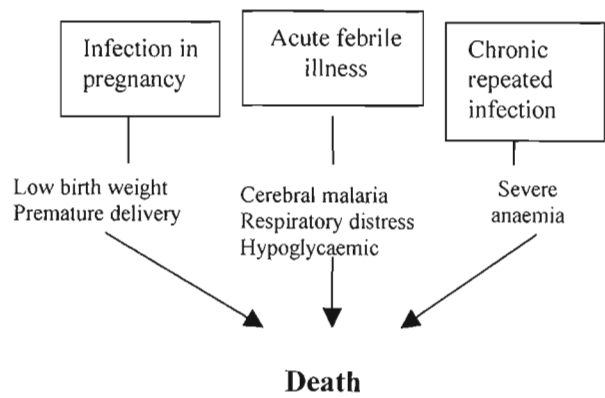 Infection in
pregnancy
Acute febrile
illness
Chronic
repeated
infection
Low birth weight
Premature delivery
Cerebral malaria
Respiratory distress
Hypoglycaemic
Severe
anaemia
Death